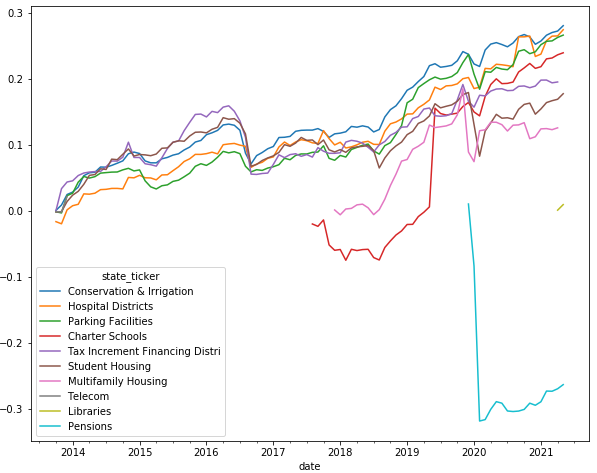 0.3
0.2
0.1
0.0
−0.1
−0.2
−0.3
state_ticker
Conservation & Irrigation
Hospital Districts
Parking Facilities
Charter Schools
Tax Increment Financing Distri
Student Housing
Multifamily Housing
Telecom
Libraries
Pensions
2014 2015 2016 2017 2018 2019 2020 2021
date